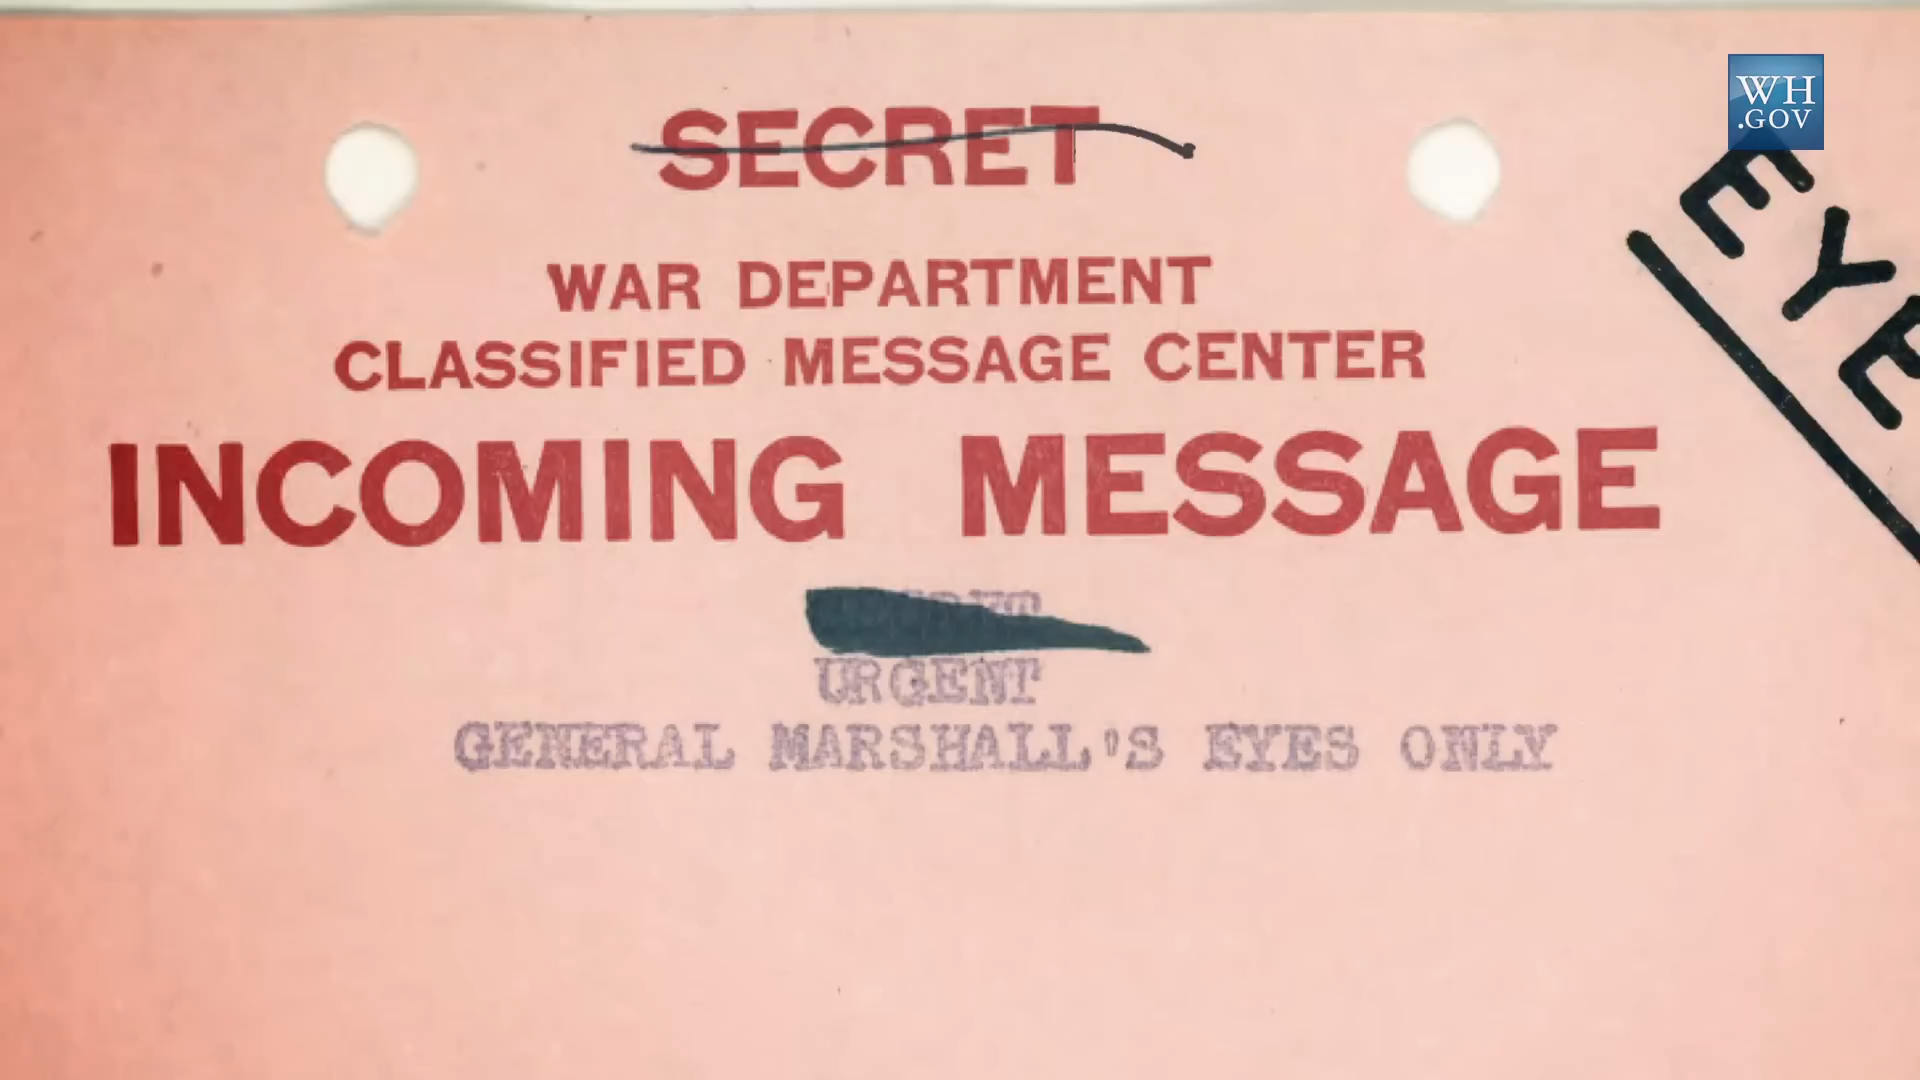 WH
.GOV
SECRET
WAR DEPARTMENT
CLASSIFIED MESSAGE CENTER
INCOMING MESSAGE
URGENT
GENERAL MARSHALL'S EYES ONLY
EYE